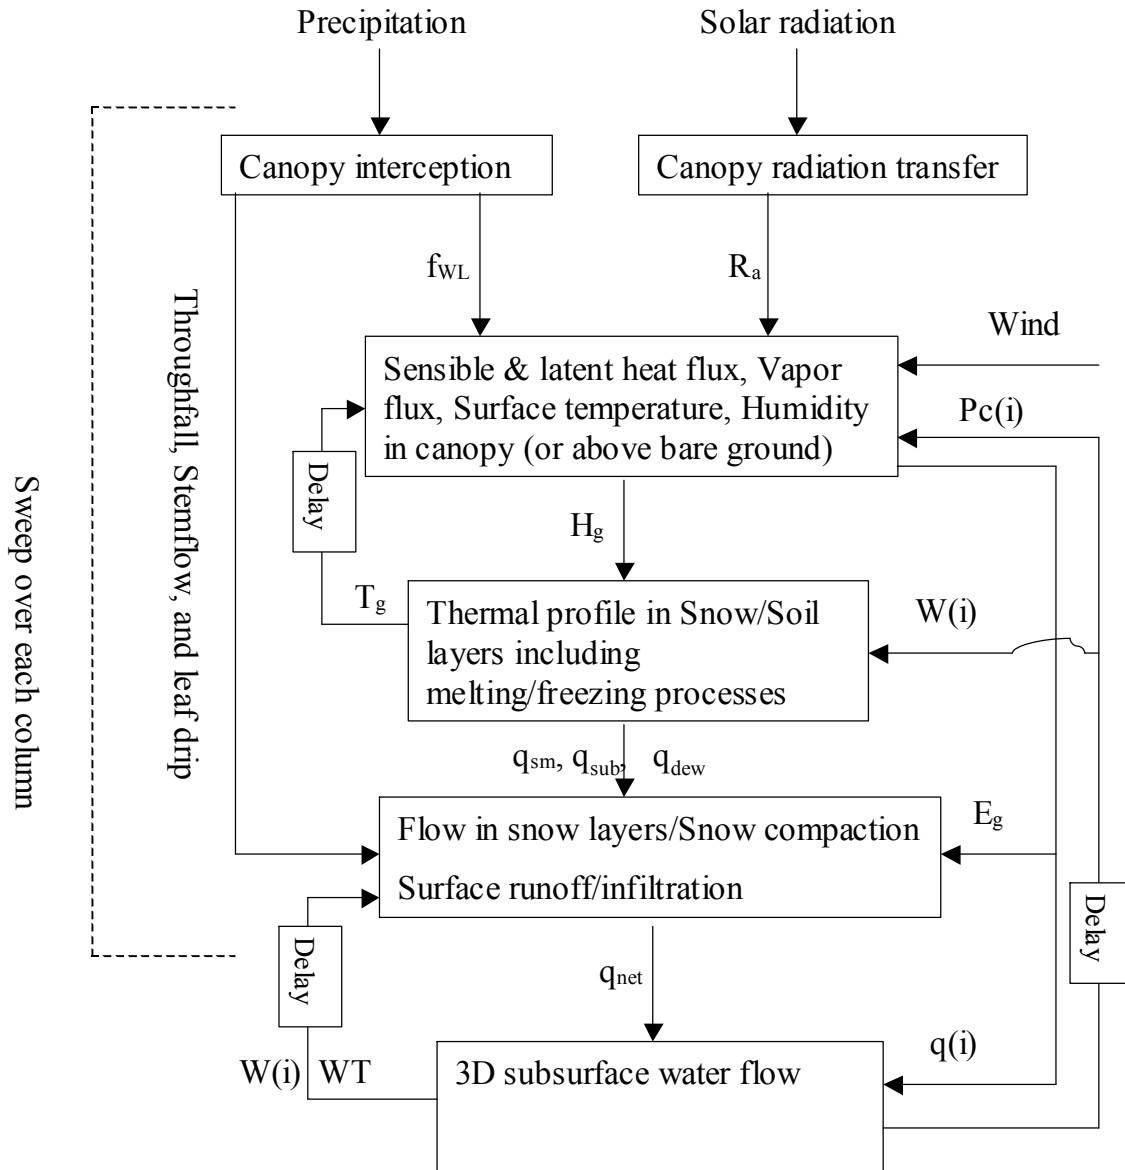 Precipitation
Solar radiation
Canopy interception
Canopy radiation transfer
fWL
Ra
Wind
Sensible & latent heat flux, Vapor
flux, Surface temperature, Humidity
in canopy (or above bare ground)
Pc(i)
Delay
Hg
Tg
Thermal profile in Snow/Soil
layers including
melting/freezing processes
W(i)
Throughfall, Stemflow, and leaf drip
Sweep over each column
qsm, qsub, qdew
Flow in snow layers/Snow compaction
Surface runoff/infiltration
Eg
Delay
Delay
qnet
W(i) WT
3D subsurface water flow
q(i)